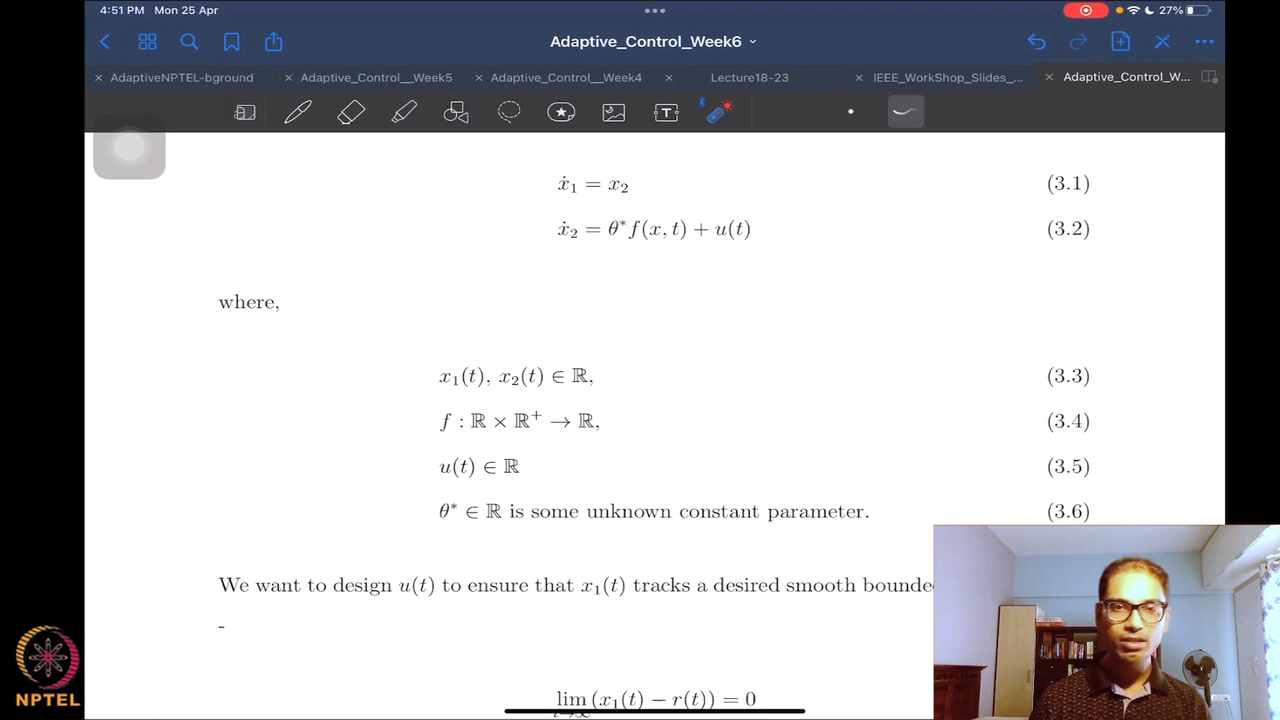 4:51 PM Mon 25 Apr
27%
Adaptive_Control_Week6
AdaptiveNPTEL-bground
Adaptive_Control__Week5
Adaptive_Control__Week4
Lecture18-23
IEEE_WorkShop_Slides_...
Adaptive_Control_W...
ẋ₁ = x₂ (3.1)
ẋ₂ = θ*f(x, t) + u(t) (3.2)
where,
x₁(t), x₂(t) ∈ ℝ, (3.3)
f : ℝ × ℝ⁺ → ℝ, (3.4)
u(t) ∈ ℝ (3.5)
θ* ∈ ℝ is some unknown constant parameter. (3.6)
We want to design u(t) to ensure that x₁(t) tracks a desired smooth bounded
-
lim (x₁(t) − r(t)) = 0
t→∞
NPTEL